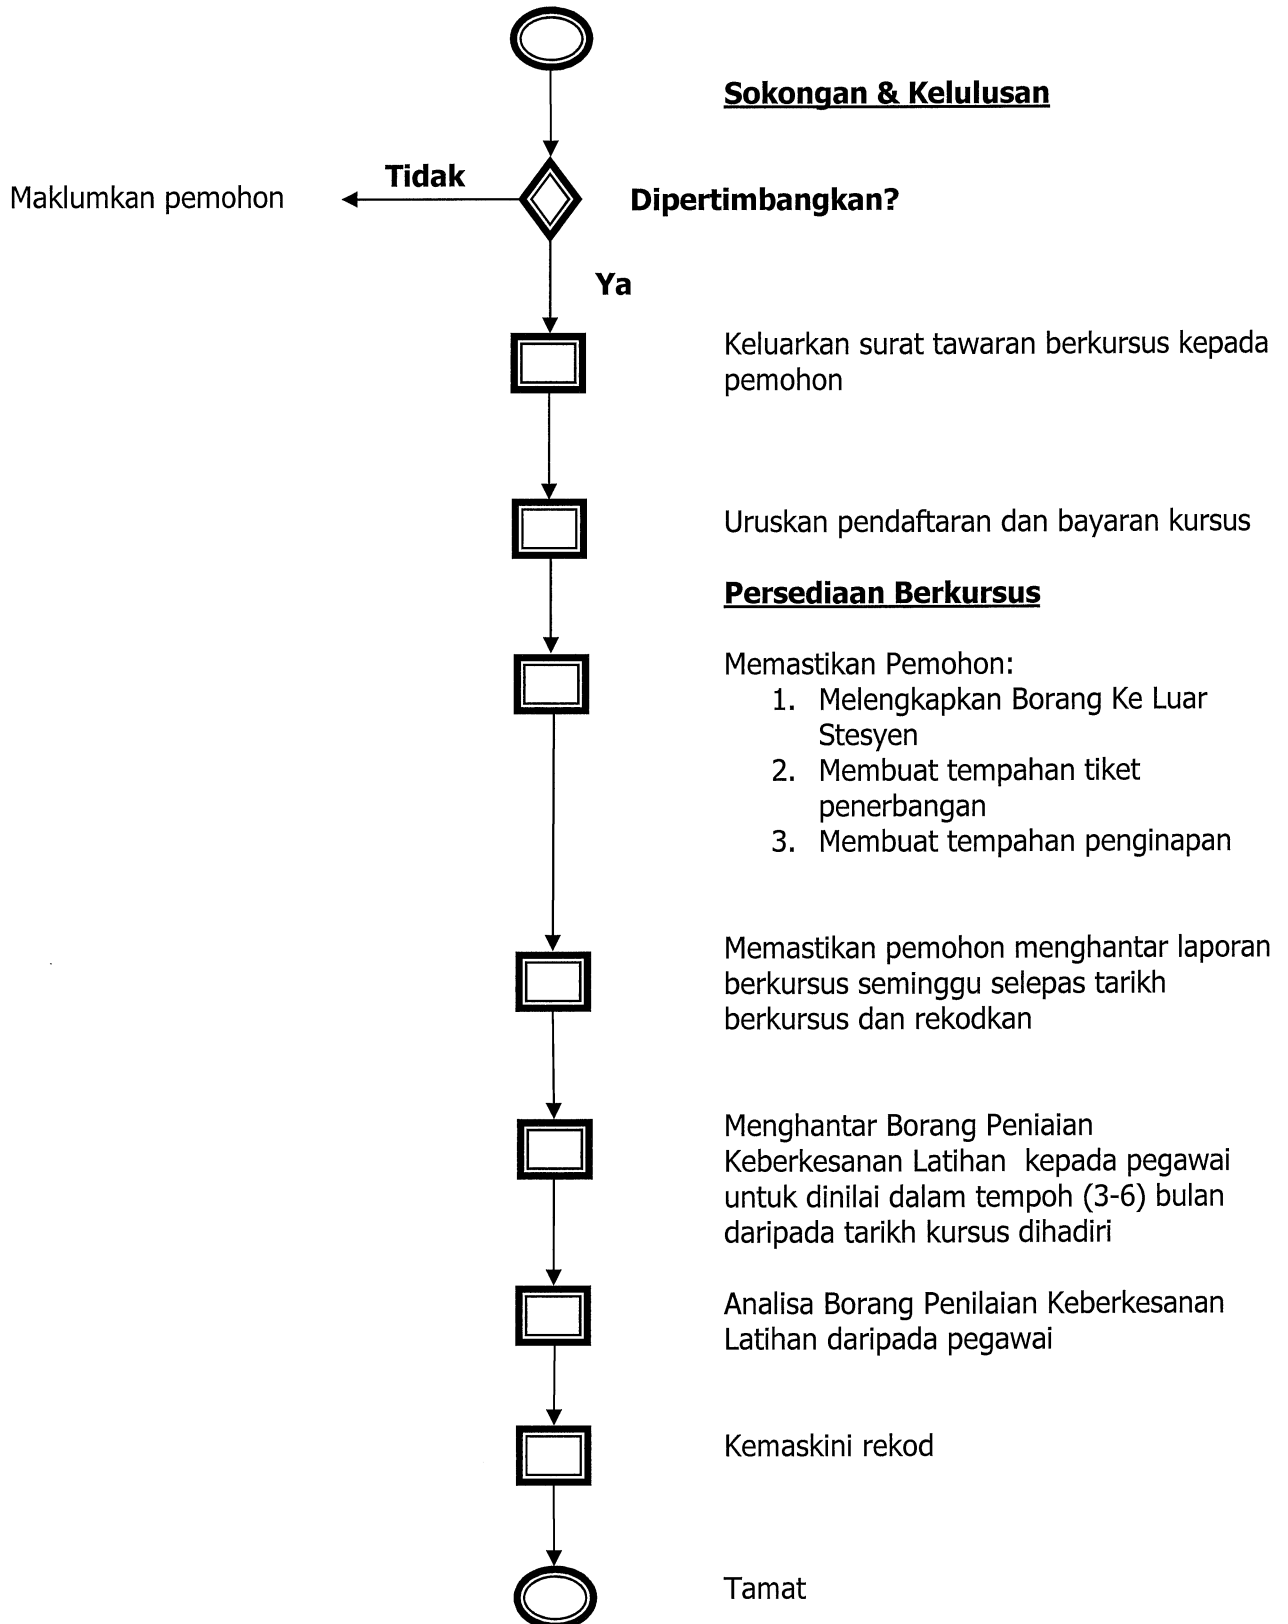 Sokongan & Kelulusan
Tidak
Maklumkan pemohon
Dipertimbangkan?
Ya
Keluarkan surat tawaran berkursus kepada
pemohon
Uruskan pendaftaran dan bayaran kursus
Persediaan Berkursus
Memastikan Pemohon:
1. Melengkapkan Borang Ke Luar
Stesyen
2. Membuat tempahan tiket
penerbangan
3. Membuat tempahan penginapan
Memastikan pemohon menghantar laporan
berkursus seminggu selepas tarikh
berkursus dan rekodkan
Menghantar Borang Peniaian
Keberkesanan Latihan kepada pegawai
untuk dinilai dalam tempoh (3-6) bulan
daripada tarikh kursus dihadiri
Analisa Borang Penilaian Keberkesanan
Latihan daripada pegawai
Kemaskini rekod
Tamat